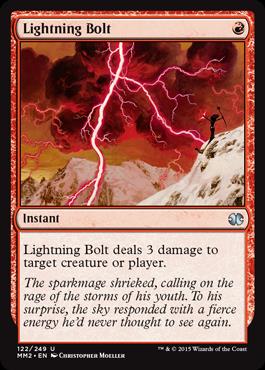 Lightning Bolt
Instant
Lightning Bolt deals 3 damage to
target creature or player.
The sparkmage shrieked, calling on the
rage of the storms of his youth. To his
surprise, the sky responded with a fierce
energy he'd never thought to see again.
122/249 U
MM2 • EN Christopher Moeller
™ & © 2015 Wizards of the Coast